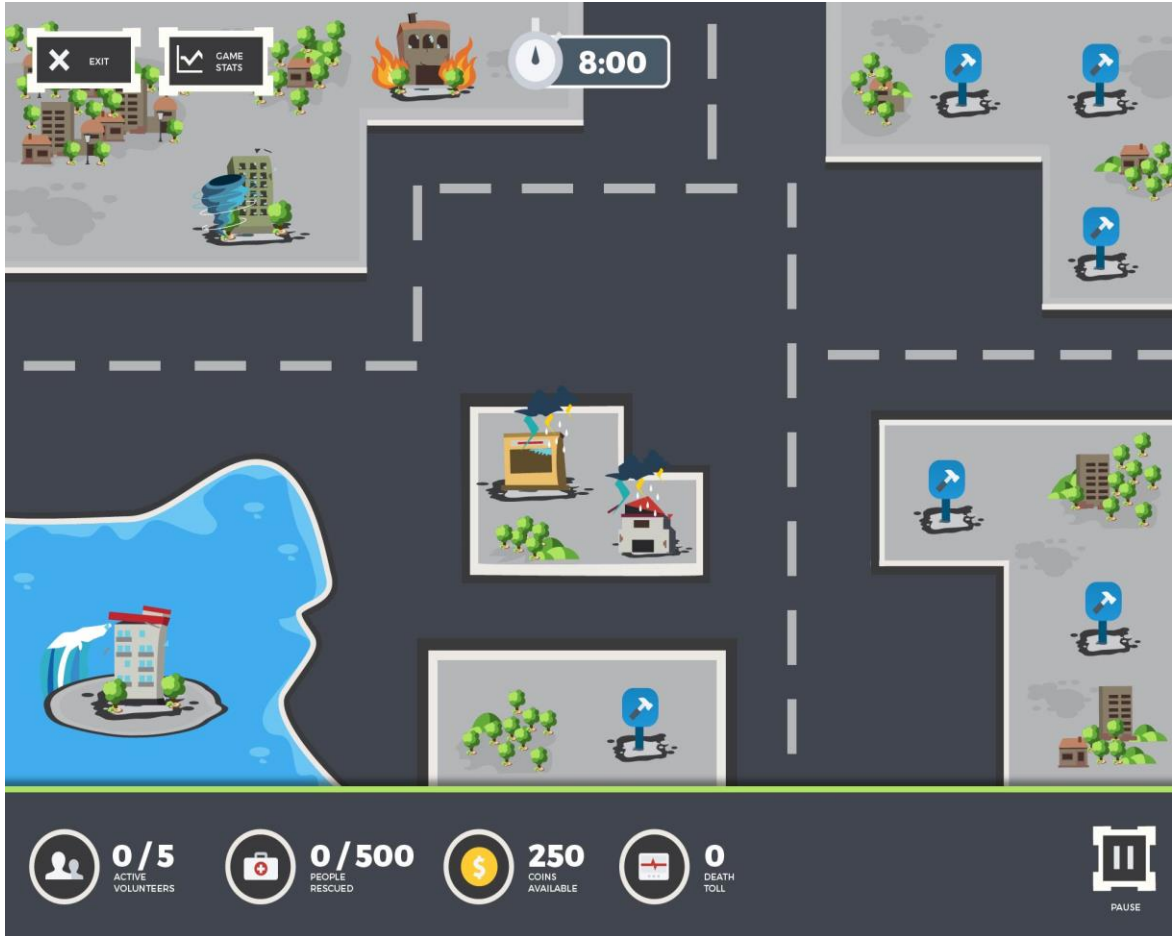 EXIT
GAME
STATS
8:00
0 / 5
ACTIVE
VOLUNTEERS
0 / 500
PEOPLE
RESCUED
$
250
COINS
AVAILABLE
0
DEATH
TOLL
PAUSE